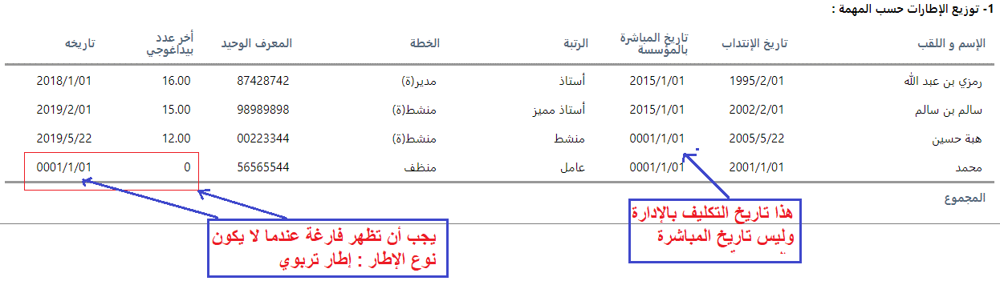 1- توزيع الإطارات حسب المهمة :
الإسم و اللقب تاريخ الإنتداب تاريخ المباشرة بالمؤسسة الرتبة الخطة المعرف الوحيد أخر عدد بيداغوجي تاريخه
رمزي بن عبد الله 1995/2/01 2015/1/01 أستاذ مدير(ة) 87428742 16.00 2018/1/01
سالم بن سالم 2002/2/01 2015/1/01 أستاذ مميز منشط(ة) 98989898 15.00 2019/2/01
هبة حسين 2005/5/22 0001/1/01 منشط منشط(ة) 00223344 12.00 2019/5/22
محمد 2001/1/01 0001/1/01 عامل منظف 56565544 0 0001/1/01
المجموع
هذا تاريخ التكليف بالإدارة
وليس تاريخ المباشرة
يجب أن تظهر فارغة عندما لا يكون
نوع الإطار : إطار تربوي